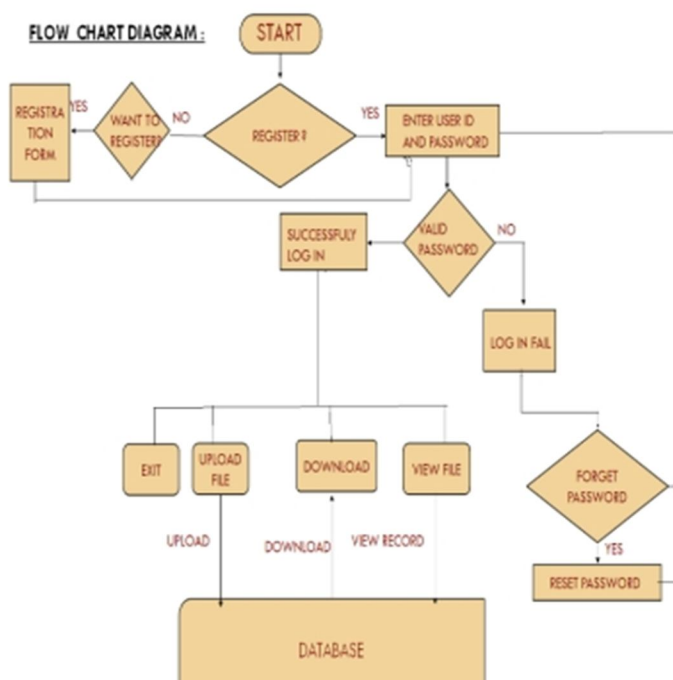 FLOW CHART DIAGRAM :
START
REGISTRA
TION
FORM
YES
WANT TO
REGISTER?
NO
REGISTER ?
YES
ENTER USER ID
AND PASSWORD
SUCCESSFULY
LOG IN
VALID
PASSWORD
NO
LOG IN FAIL
EXIT
UPLOAD
FILE
DOWNLOAD
VIEW FILE
FORGET
PASSWORD
UPLOAD
DOWNLOAD
VIEW RECORD
YES
RESET PASSWORD
DATABASE